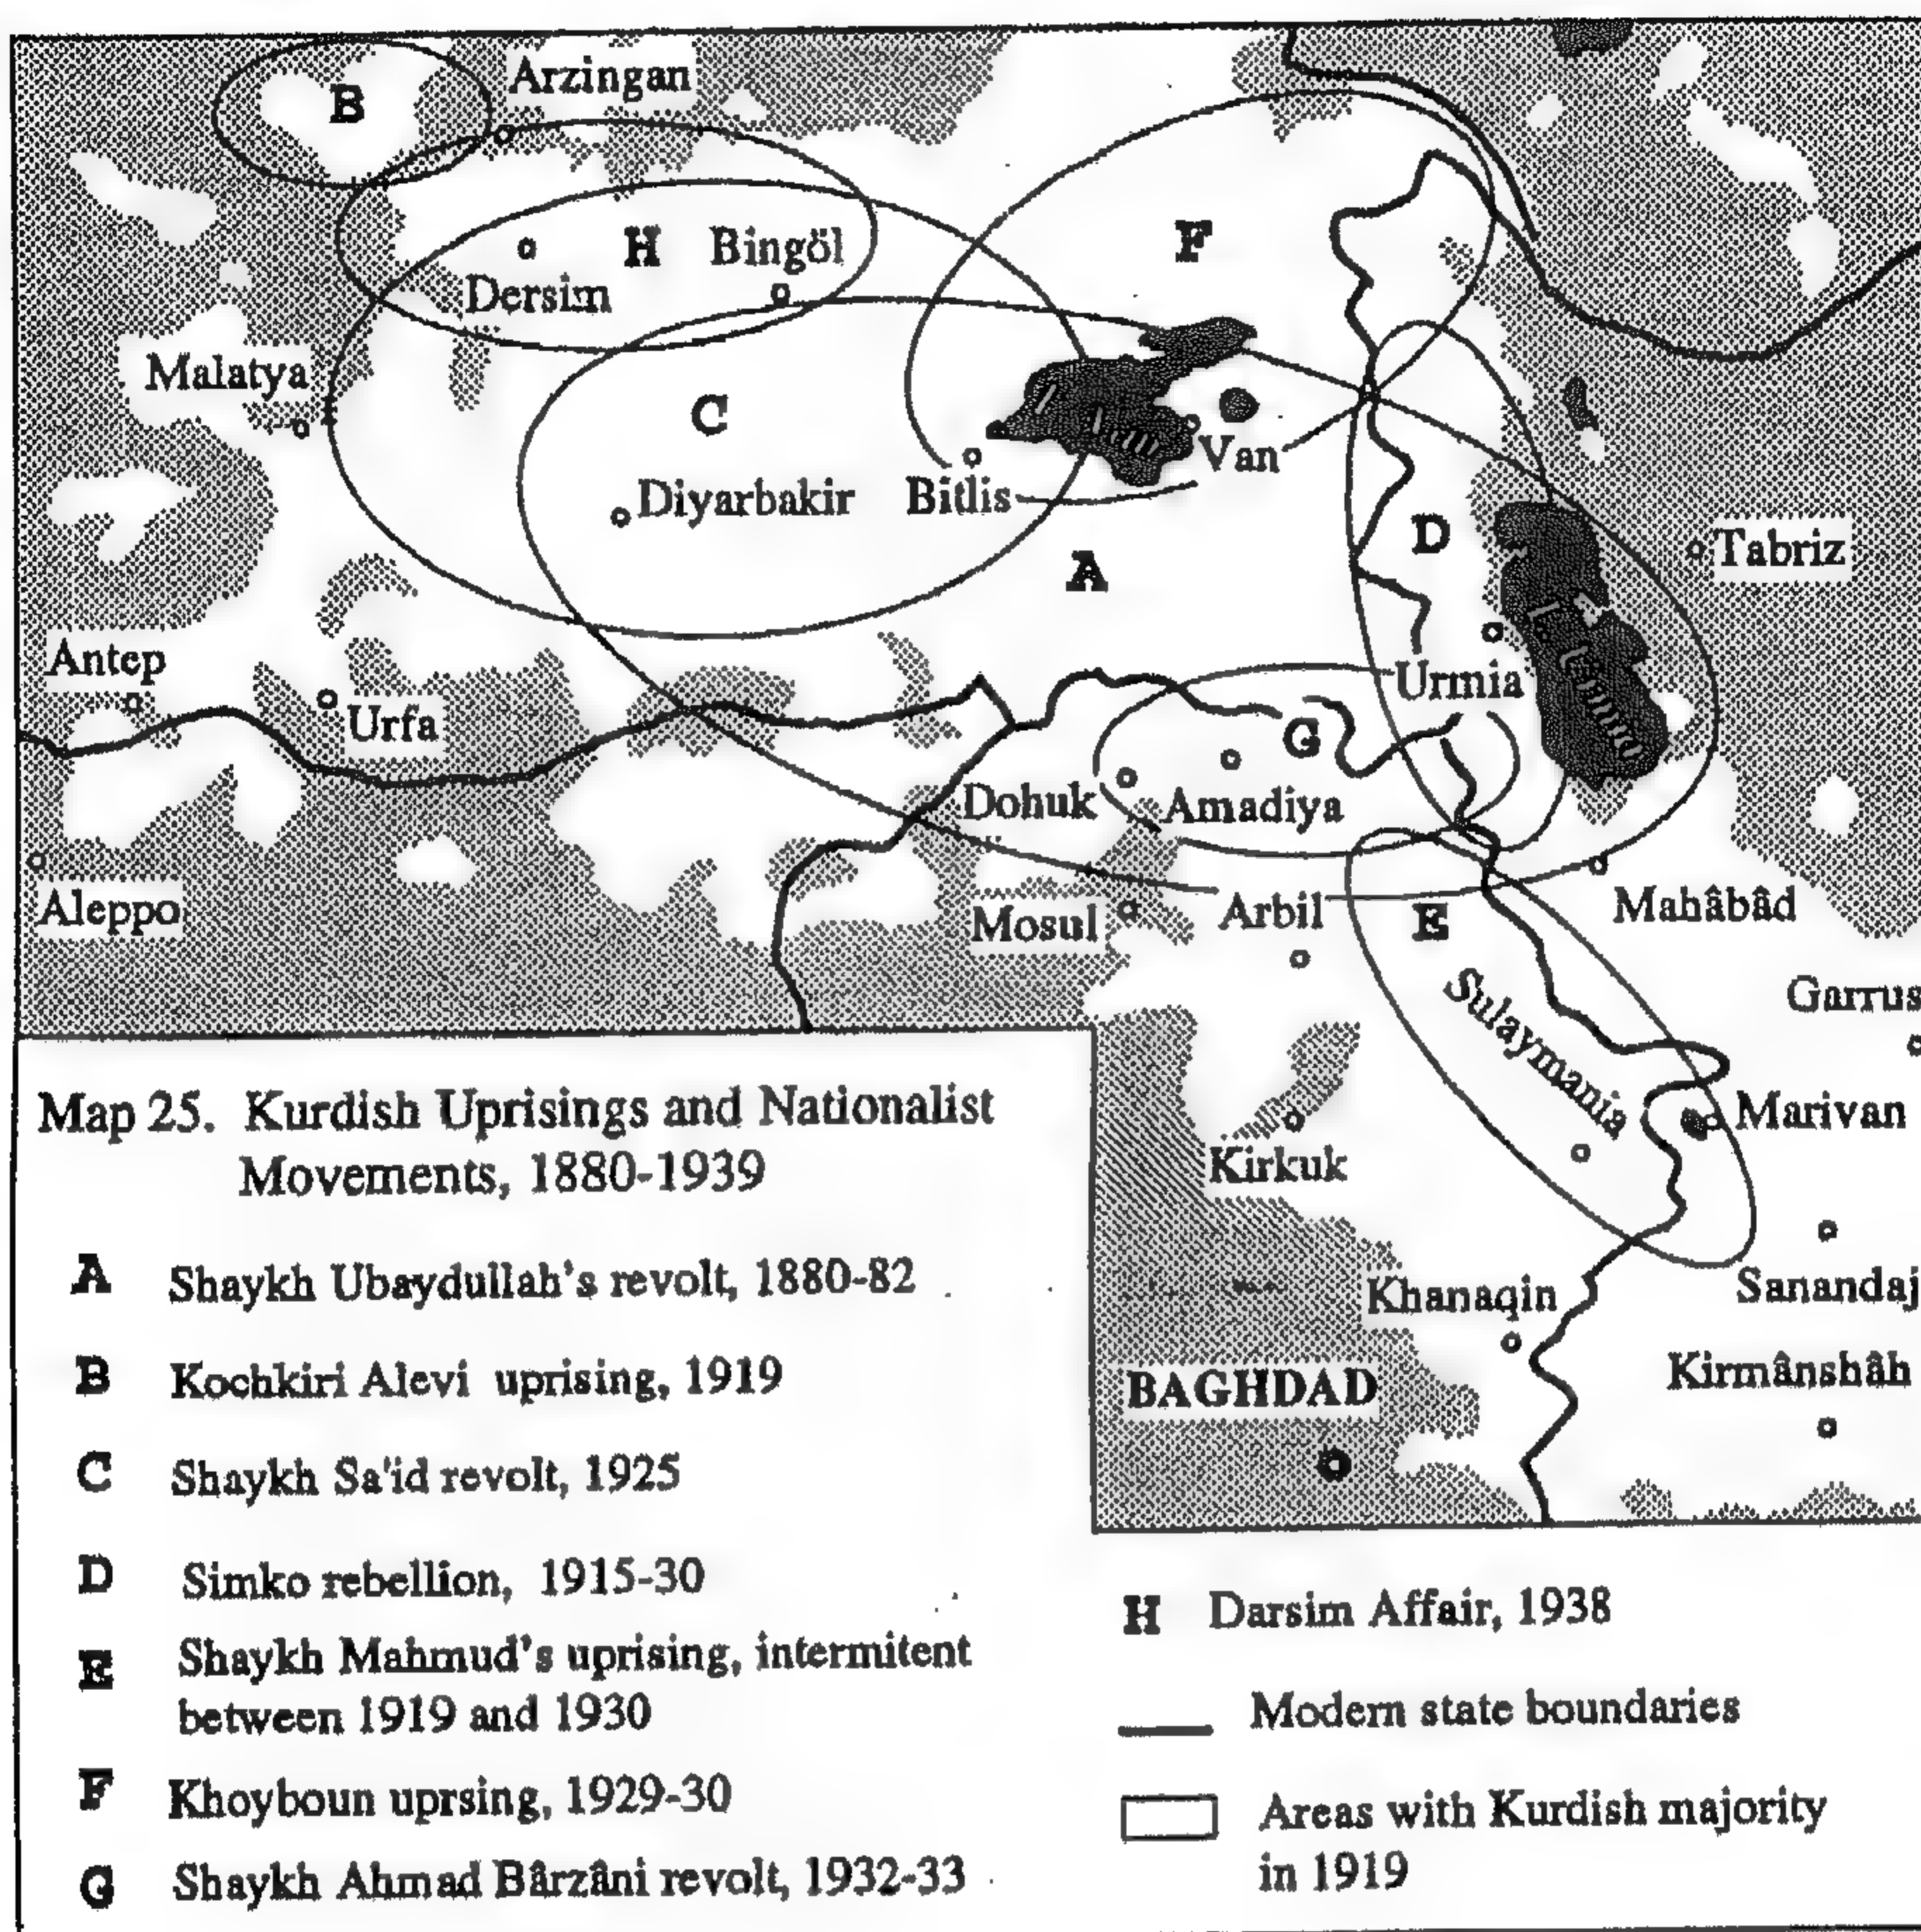 Arzingan
B
H Bingöl
F
Dersim
Malatya
C
Van
Diyarbakir
Bitlis
D
Tabriz
A
Antep
Urmia
Urfa
G
Dohuk
Amadiya
Aleppo
Mosul
Arbil
E
Mahâbâd
Sulaymania
Garrus
Marivan
Kirkuk
Sanandaj
Khanaqin
Kirmânshâh
BAGHDAD
Map 25. Kurdish Uprisings and Nationalist
Movements, 1880-1939
A Shaykh Ubaydullah's revolt, 1880-82
B Kochkiri Alevi uprising, 1919
C Shaykh Sa'id revolt, 1925
D Simko rebellion, 1915-30
E Shaykh Mahmud's uprising, intermitent
between 1919 and 1930
F Khoyboun uprsing, 1929-30
G Shaykh Ahmad Bârzâni revolt, 1932-33
H Darsim Affair, 1938
Modern state boundaries
Areas with Kurdish majority
in 1919